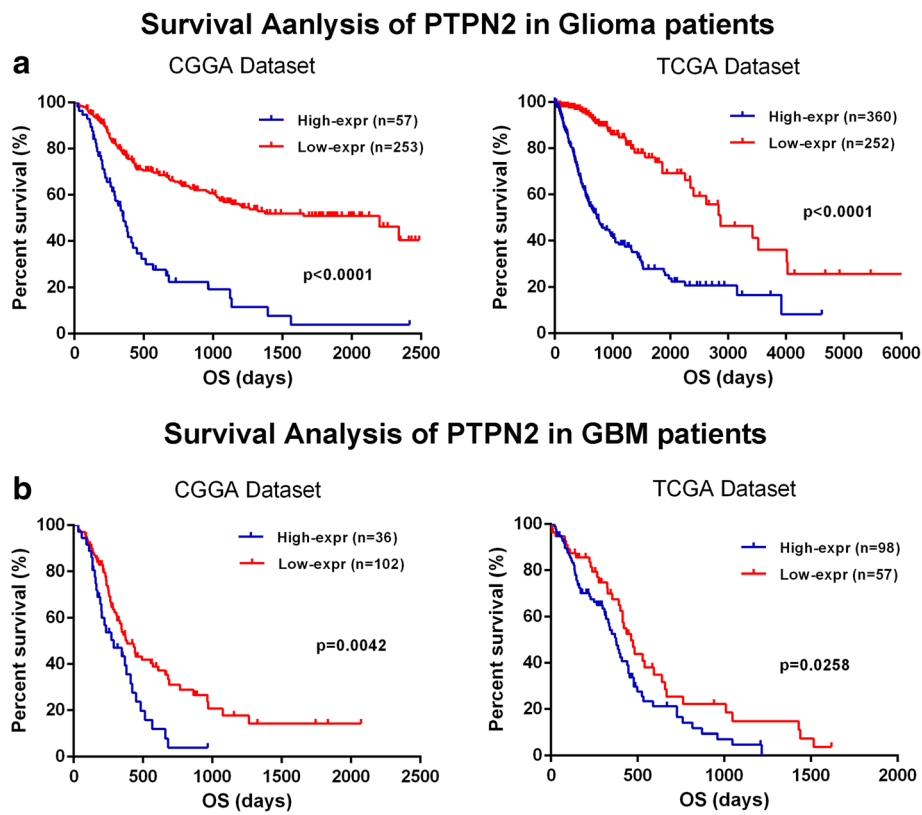 Survival Aanlysis of PTPN2 in Glioma patients
a
CGGA Dataset
Percent survival (%)
100
80
60
40
20
0
High-expr (n=57)
Low-expr (n=253)
p<0.0001
0 500 1000 1500 2000 2500
OS (days)
TCGA Dataset
Percent survival (%)
100
80
60
40
20
0
High-expr (n=360)
Low-expr (n=252)
p<0.0001
0 1000 2000 3000 4000 5000 6000
OS (days)
Survival Analysis of PTPN2 in GBM patients
b
CGGA Dataset
Percent survival (%)
100
80
60
40
20
0
High-expr (n=36)
Low-expr (n=102)
p=0.0042
0 500 1000 1500 2000 2500
OS (days)
TCGA Dataset
Percent survival (%)
100
80
60
40
20
0
High-expr (n=98)
Low-expr (n=57)
p=0.0258
0 500 1000 1500 2000
OS (days)